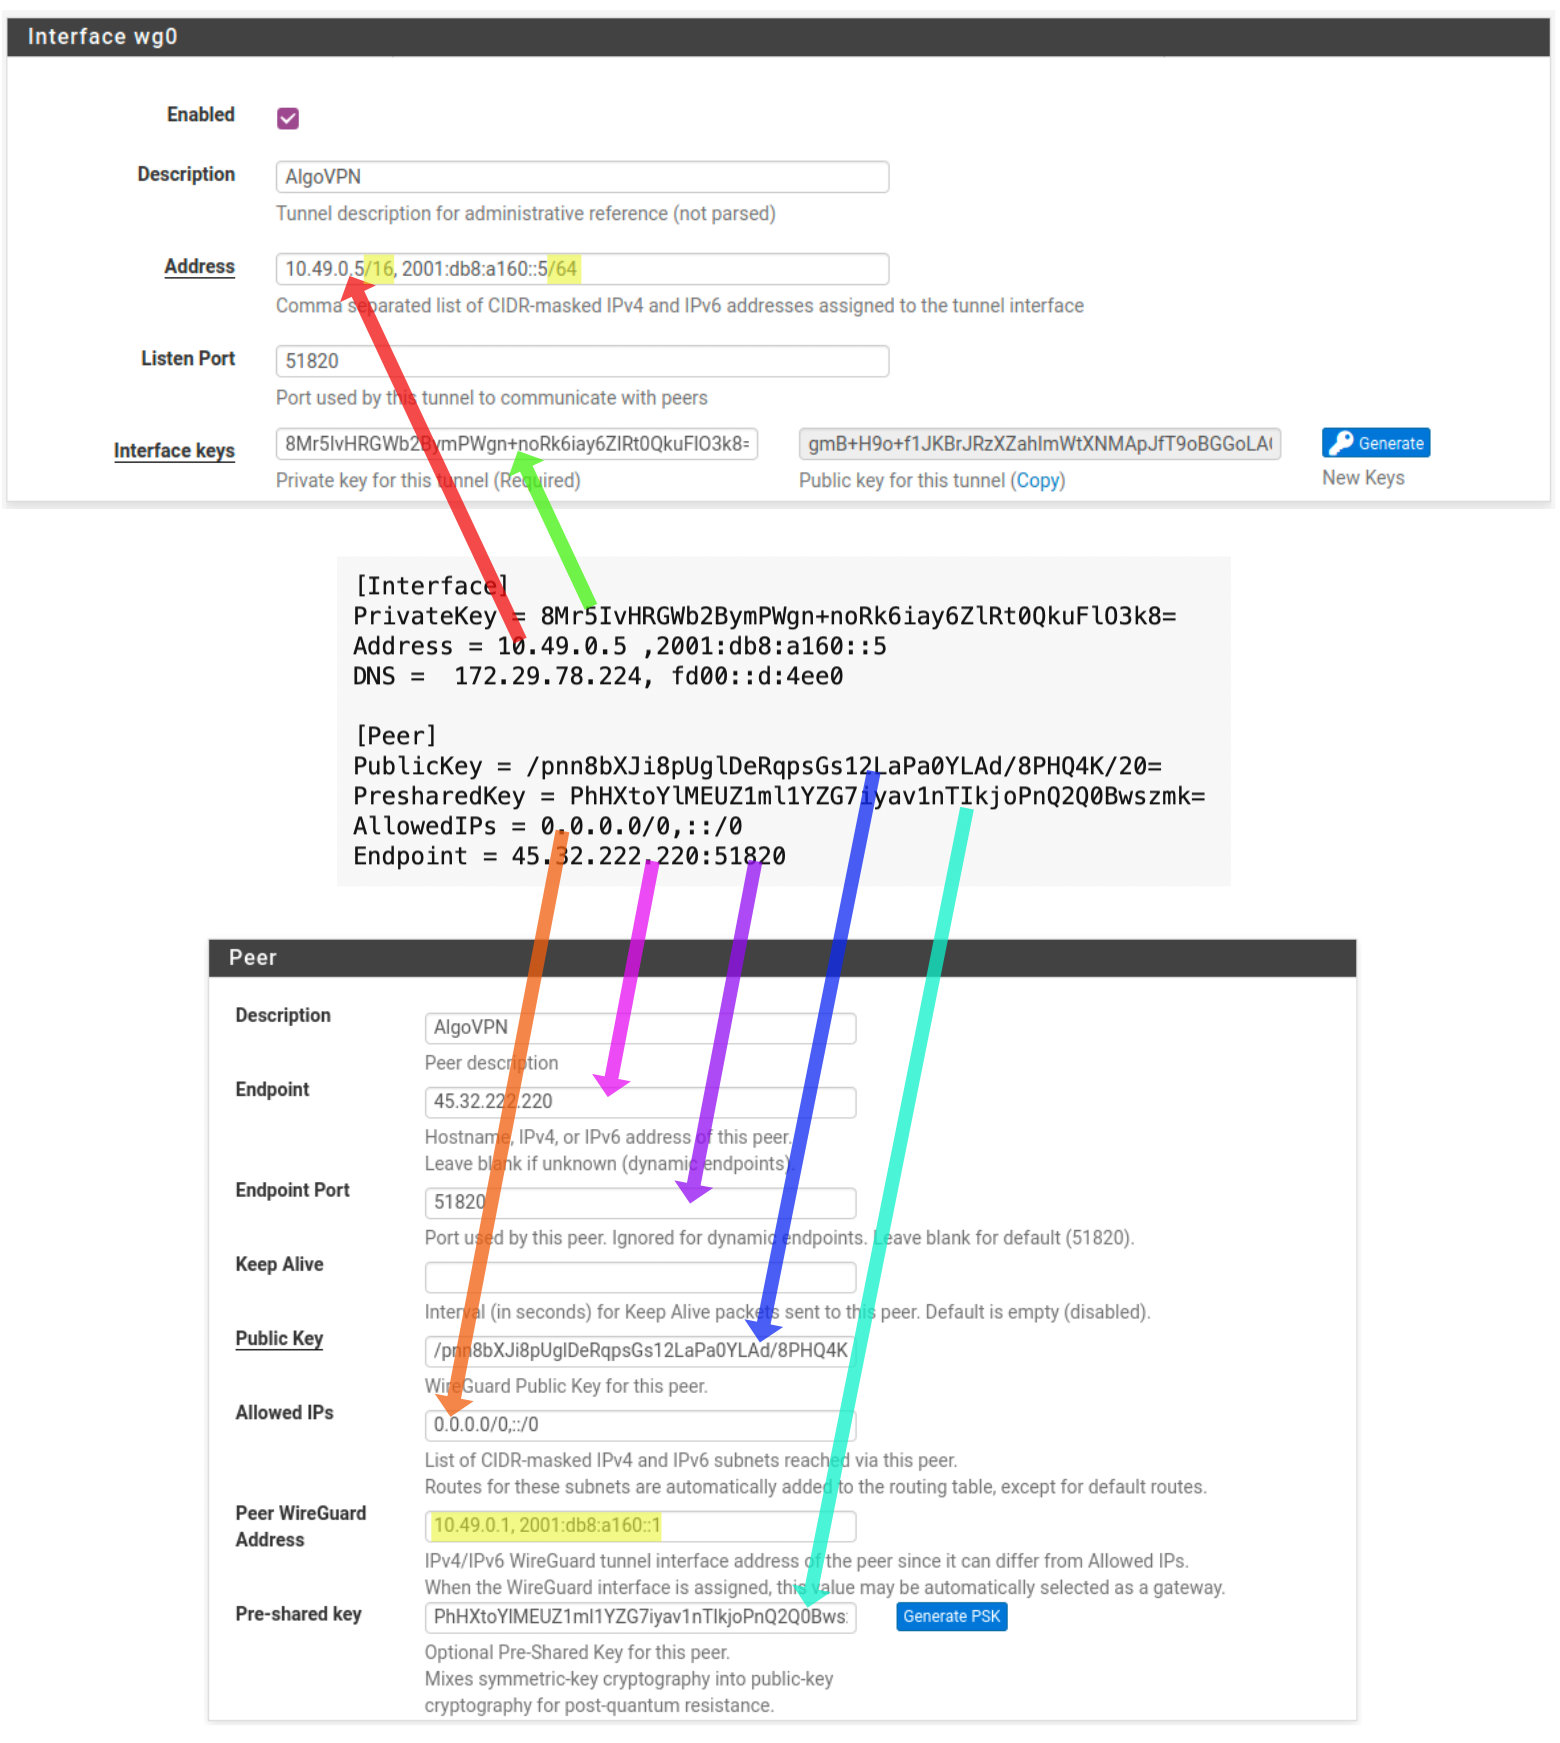 Interface wg0
Enabled
Description
AlgoVPN
Tunnel description for administrative reference (not parsed)
Address
10.49.0.5/16, 2001:db8:a160::5/64
Comma separated list of CIDR-masked IPv4 and IPv6 addresses assigned to the tunnel interface
Listen Port
51820
Port used by this tunnel to communicate with peers
Interface keys
8Mr5IvHRGWb2BymPWgn+noRk6iay6ZlRt0QkuFlO3k8=
gmB+H9o+f1JKBrJRzXZahImWtXNMApJfT9oBGGoLA
Generate
Private key for this tunnel (Required)
Public key for this tunnel (Copy)
New Keys
[Interface]
PrivateKey = 8Mr5IvHRGWb2BymPWgn+noRk6iay6ZlRt0QkuFlO3k8=
Address = 10.49.0.5 ,2001:db8:a160::5
DNS =  172.29.78.224, fd00::d:4ee0
[Peer]
PublicKey = /pnn8bXJi8pUglDeRqpsGs12LaPa0YLAd/8PHQ4K/20=
PresharedKey = PhHXtoYlMEUZ1ml1YZG7iyav1nTIkjoPnQ2Q0Bwszmk=
AllowedIPs = 0.0.0.0/0,::/0
Endpoint = 45.32.222.220:51820
Peer
Description
AlgoVPN
Peer description
Endpoint
45.32.222.220
Hostname, IPv4, or IPv6 address of this peer.
Leave blank if unknown (dynamic endpoints).
Endpoint Port
51820
Port used by this peer. Ignored for dynamic endpoints. Leave blank for default (51820).
Keep Alive
Interval (in seconds) for Keep Alive packets sent to this peer. Default is empty (disabled).
Public Key
/pnn8bXJi8pUglDeRqpsGs12LaPa0YLAd/8PHQ4K
WireGuard Public Key for this peer.
Allowed IPs
0.0.0.0/0,::/0
List of CIDR-masked IPv4 and IPv6 subnets reached via this peer.
Routes for these subnets are automatically added to the routing table, except for default routes.
Peer WireGuard
Address
10.49.0.1, 2001:db8:a160::1
IPv4/IPv6 WireGuard tunnel interface address of the peer since it can differ from Allowed IPs.
When the WireGuard interface is assigned, this value may be automatically selected as a gateway.
Pre-shared key
PhHXtoYlMEUZ1ml1YZG7iyav1nTIkjoPnQ2Q0Bws
Generate PSK
Optional Pre-Shared Key for this peer.
Mixes symmetric-key cryptography into public-key
cryptography for post-quantum resistance.